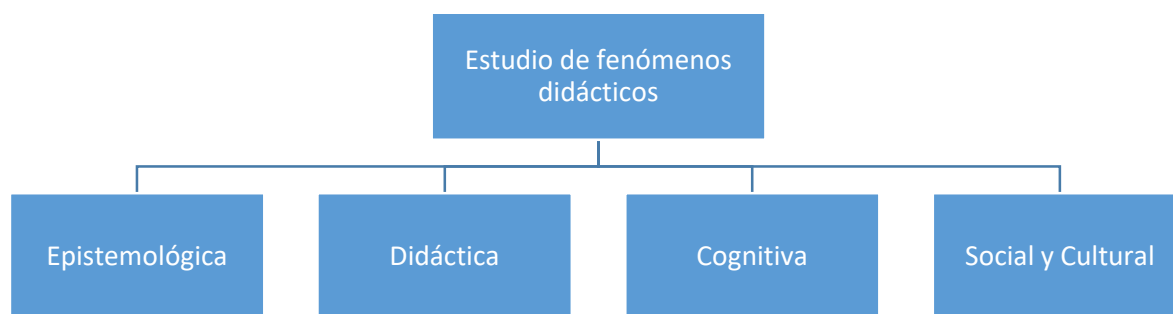 Estudio de fenómenos
didácticos
Epistemológica
Didáctica
Cognitiva
Social y Cultural